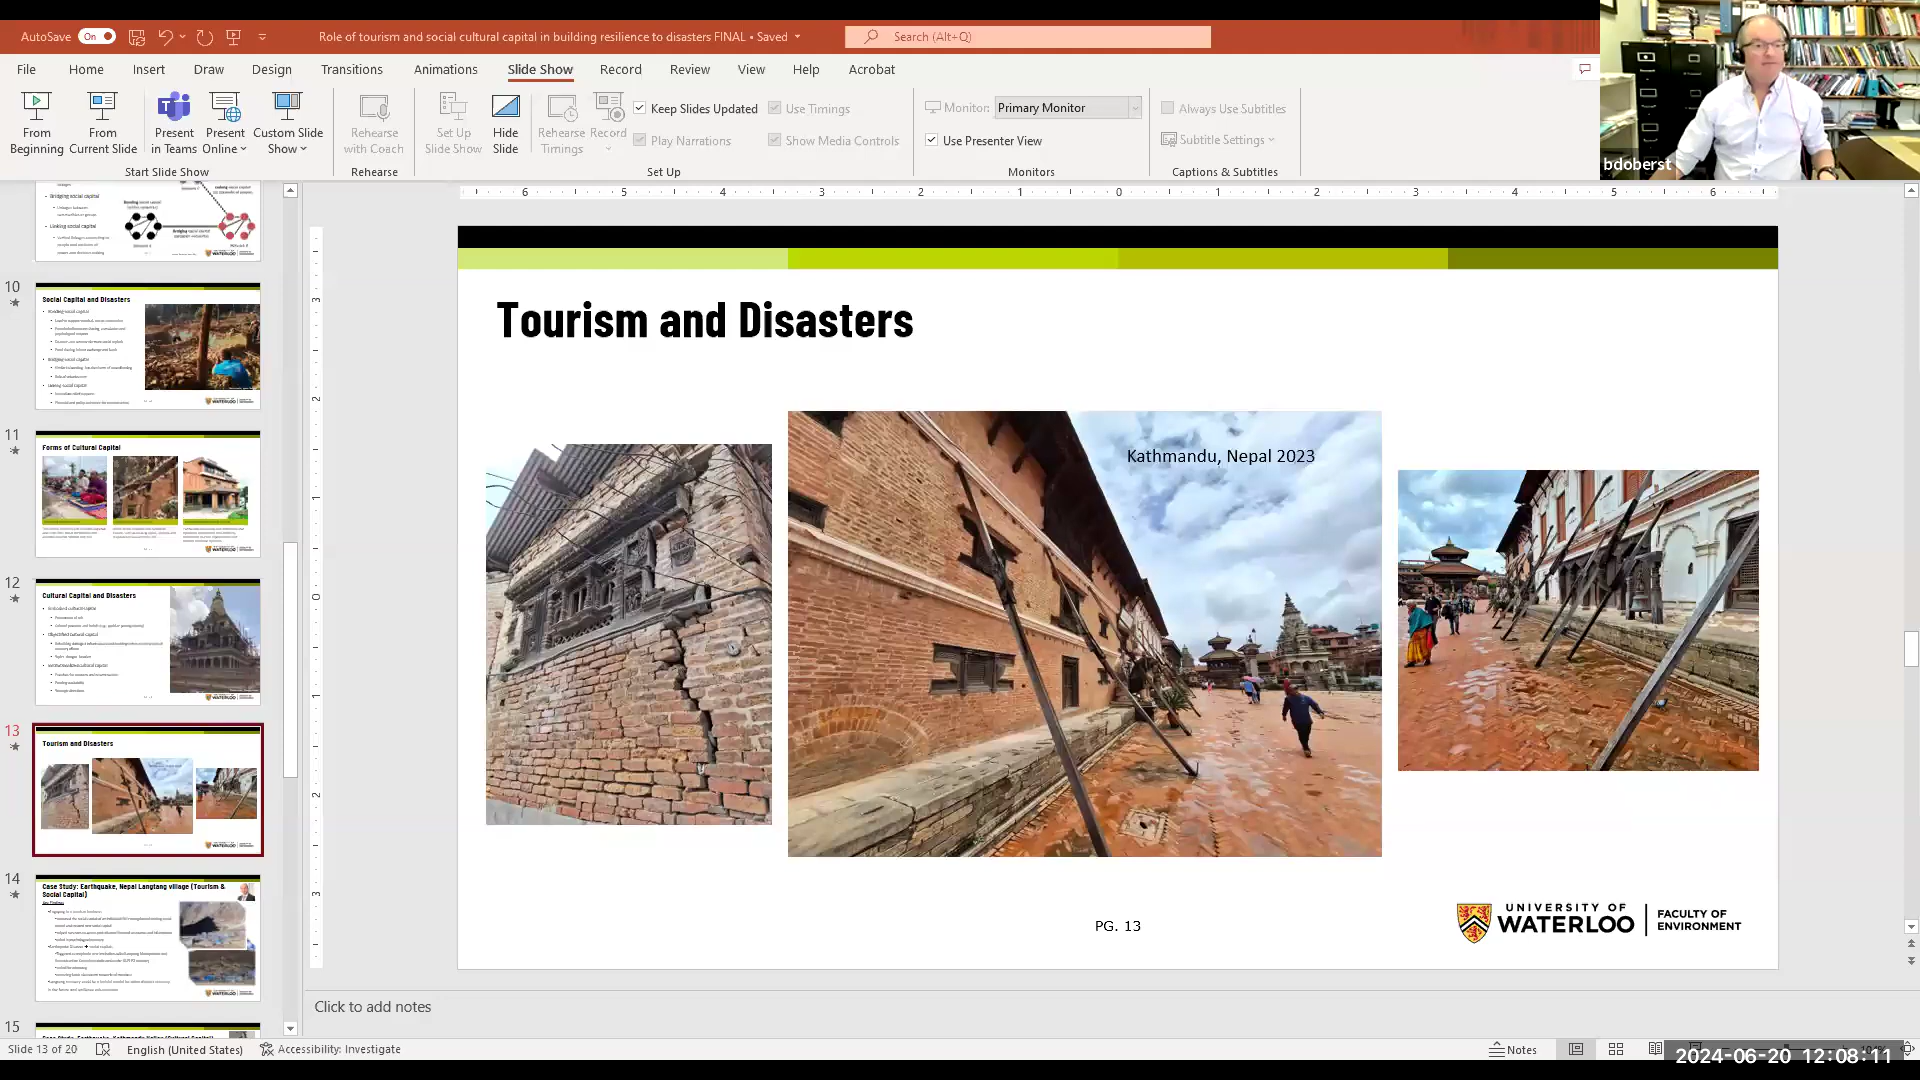 AutoSave On
Role of tourism and social cultural capital in building resilience to disasters FINAL • Saved
Search (Alt+Q)
File Home Insert Draw Design Transitions Animations Slide Show Record Review View Help Acrobat
From Beginning
From Current Slide
Present in Teams
Present Online
Custom Slide Show
Start Slide Show
Rehearse with Coach
Rehearse
Set Up Slide Show
Hide Slide
Rehearse Timings
Record
Keep Slides Updated
Play Narrations
Use Timings
Show Media Controls
Set Up
Monitor: Primary Monitor
Use Presenter View
Monitors
Always Use Subtitles
Subtitle Settings
Captions & Subtitles
bdoberst
Bridging social capital
Linking social capital
10
Social Capital and Disasters
11
Forms of Cultural Capital
12
Cultural Capital and Disasters
13
Tourism and Disasters
14
Case Study: Earthquake, Nepal Langtang village (Tourism & Social Capital)
15
Tourism and Disasters
Kathmandu, Nepal 2023
PG. 13
UNIVERSITY OF WATERLOO
FACULTY OF ENVIRONMENT
Click to add notes
Slide 13 of 20
English (United States)
Accessibility: Investigate
Notes
2024-06-20 12:08:11